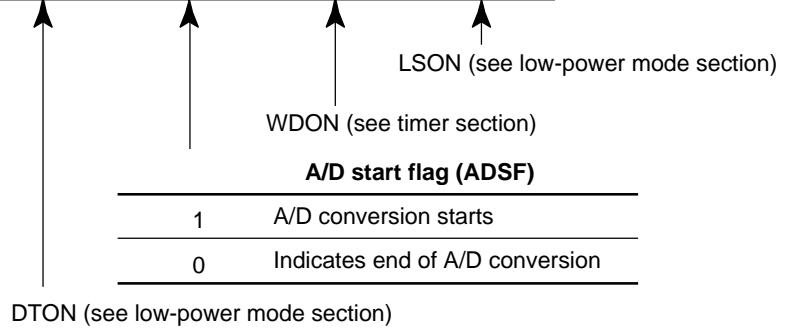 LSON (see low-power mode section)
WDON (see timer section)
A/D start flag (ADSF)
1 A/D conversion starts
0 Indicates end of A/D conversion
DTON (see low-power mode section)